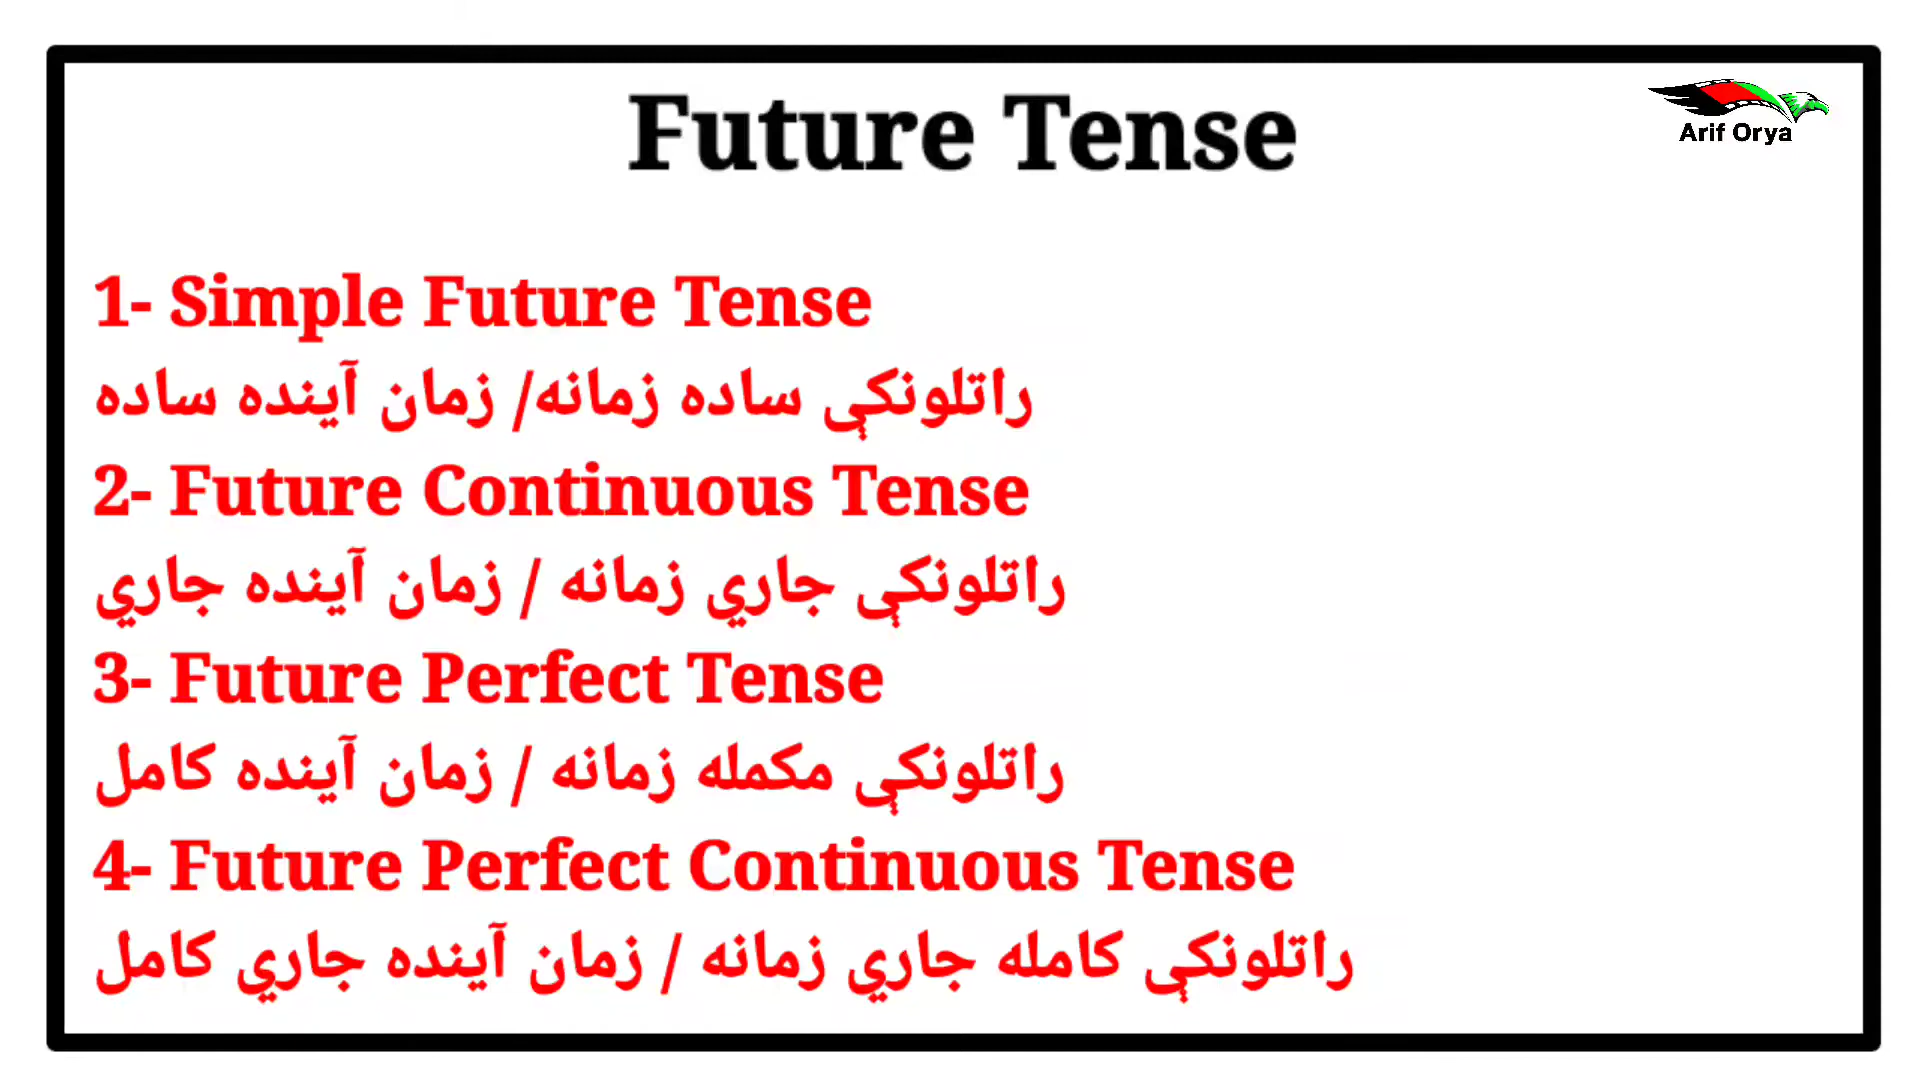 Future Tense
Arif Orya
1- Simple Future Tense
راتلونکې ساده زمانه/ زمان آینده ساده
2- Future Continuous Tense
راتلونکې جاري زمانه / زمان آینده جاري
3- Future Perfect Tense
راتلونکې مکمله زمانه / زمان آینده کامل
4- Future Perfect Continuous Tense
راتلونکې کامله جاري زمانه / زمان آینده جاري کامل